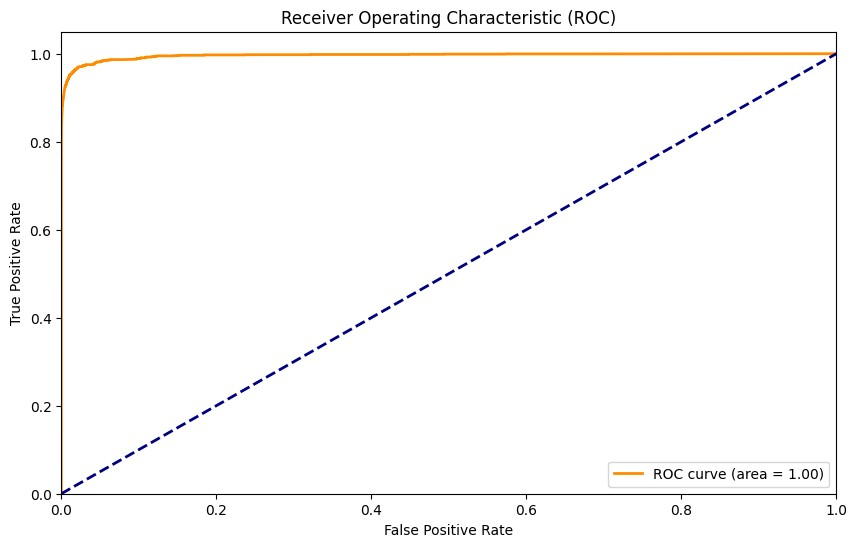 Receiver Operating Characteristic (ROC)
1.0
0.8
0.6
0.4
0.2
0.0
True Positive Rate
ROC curve (area = 1.00)
0.0 0.2 0.4 0.6 0.8 1.0
False Positive Rate